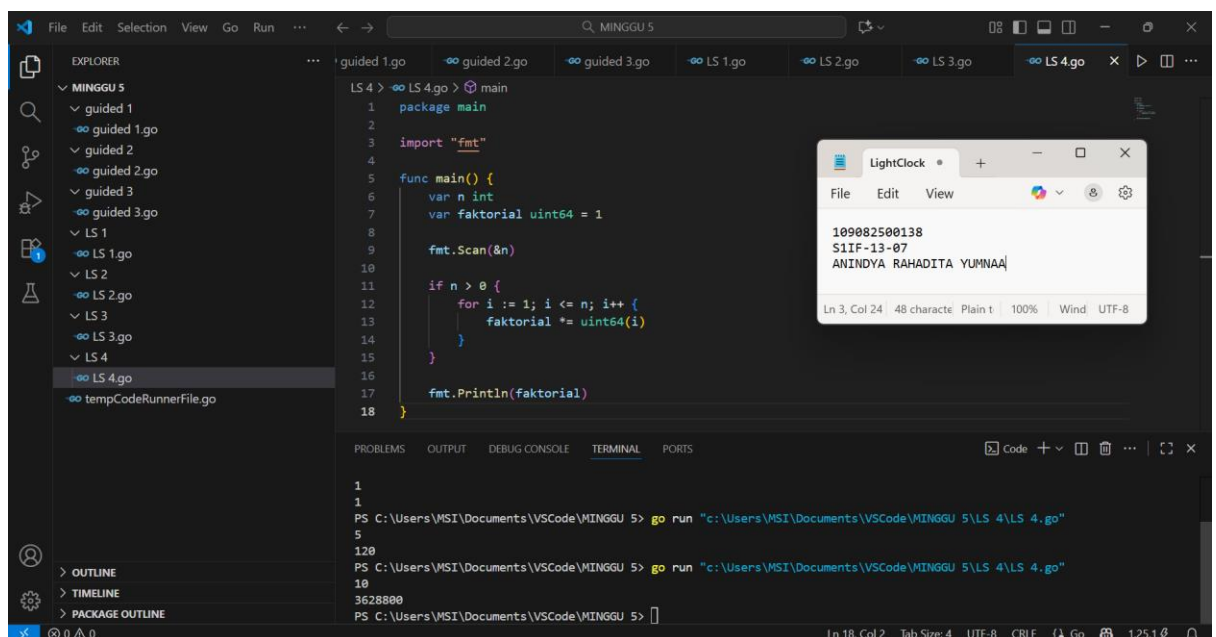 File Edit Selection View Go Run ...
MINGGU 5
EXPLORER ...
MINGGU 5
guided 1
guided 1.go
guided 2
guided 2.go
guided 3
guided 3.go
LS 1
LS 1.go
LS 2
LS 2.go
LS 3
LS 3.go
LS 4
LS 4.go
tempCodeRunnerFile.go
OUTLINE
TIMELINE
PACKAGE OUTLINE
guided 1.go guided 2.go guided 3.go LS 1.go LS 2.go LS 3.go LS 4.go
LS 4 > LS 4.go > main
1 package main
2
3 import "fmt"
4
5 func main() {
6 var n int
7 var faktorial uint64 = 1
8
9 fmt.Scan(&n)
10
11 if n > 0 {
12 for i := 1; i <= n; i++ {
13 faktorial *= uint64(i)
14 }
15 }
16
17 fmt.Println(faktorial)
18 }
LightClock
File Edit View
109082500138
S1IF-13-07
ANINDYA RAHADITA YUMNAA
Ln 3, Col 24 48 characte Plain t 100% Wind UTF-8
PROBLEMS OUTPUT DEBUG CONSOLE TERMINAL PORTS
Code
1
1
PS C:\Users\MSI\Documents\VSCode\MINGGU 5> go run "c:\Users\MSI\Documents\VSCode\MINGGU 5\LS 4\LS 4.go"
5
120
PS C:\Users\MSI\Documents\VSCode\MINGGU 5> go run "c:\Users\MSI\Documents\VSCode\MINGGU 5\LS 4\LS 4.go"
10
3628800
PS C:\Users\MSI\Documents\VSCode\MINGGU 5>
0 0 Ln 18, Col 2 Tab Size: 4 UTF-8 CRLF Go 1.25.1